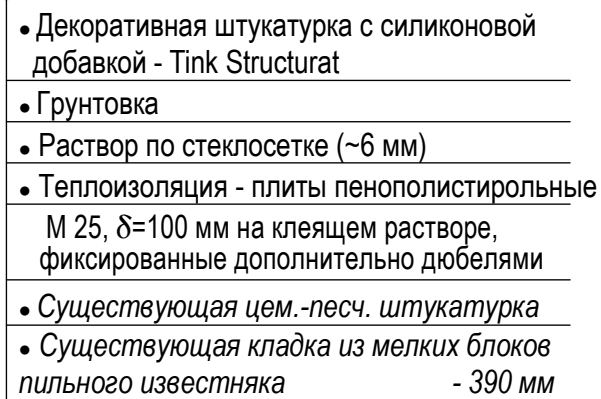 • Декоративная штукатурка с силиконовой
добавкой - Tink Structurat
• Грунтовка
• Раствор по стеклосетке (~6 мм)
• Теплоизоляция - плиты пенополистирольные
М 25, δ=100 мм на клеящем растворе,
фиксированные дополнительно дюбелями
• Существующая цем.-песч. штукатурка
• Существующая кладка из мелких блоков
пильного известняка - 390 мм